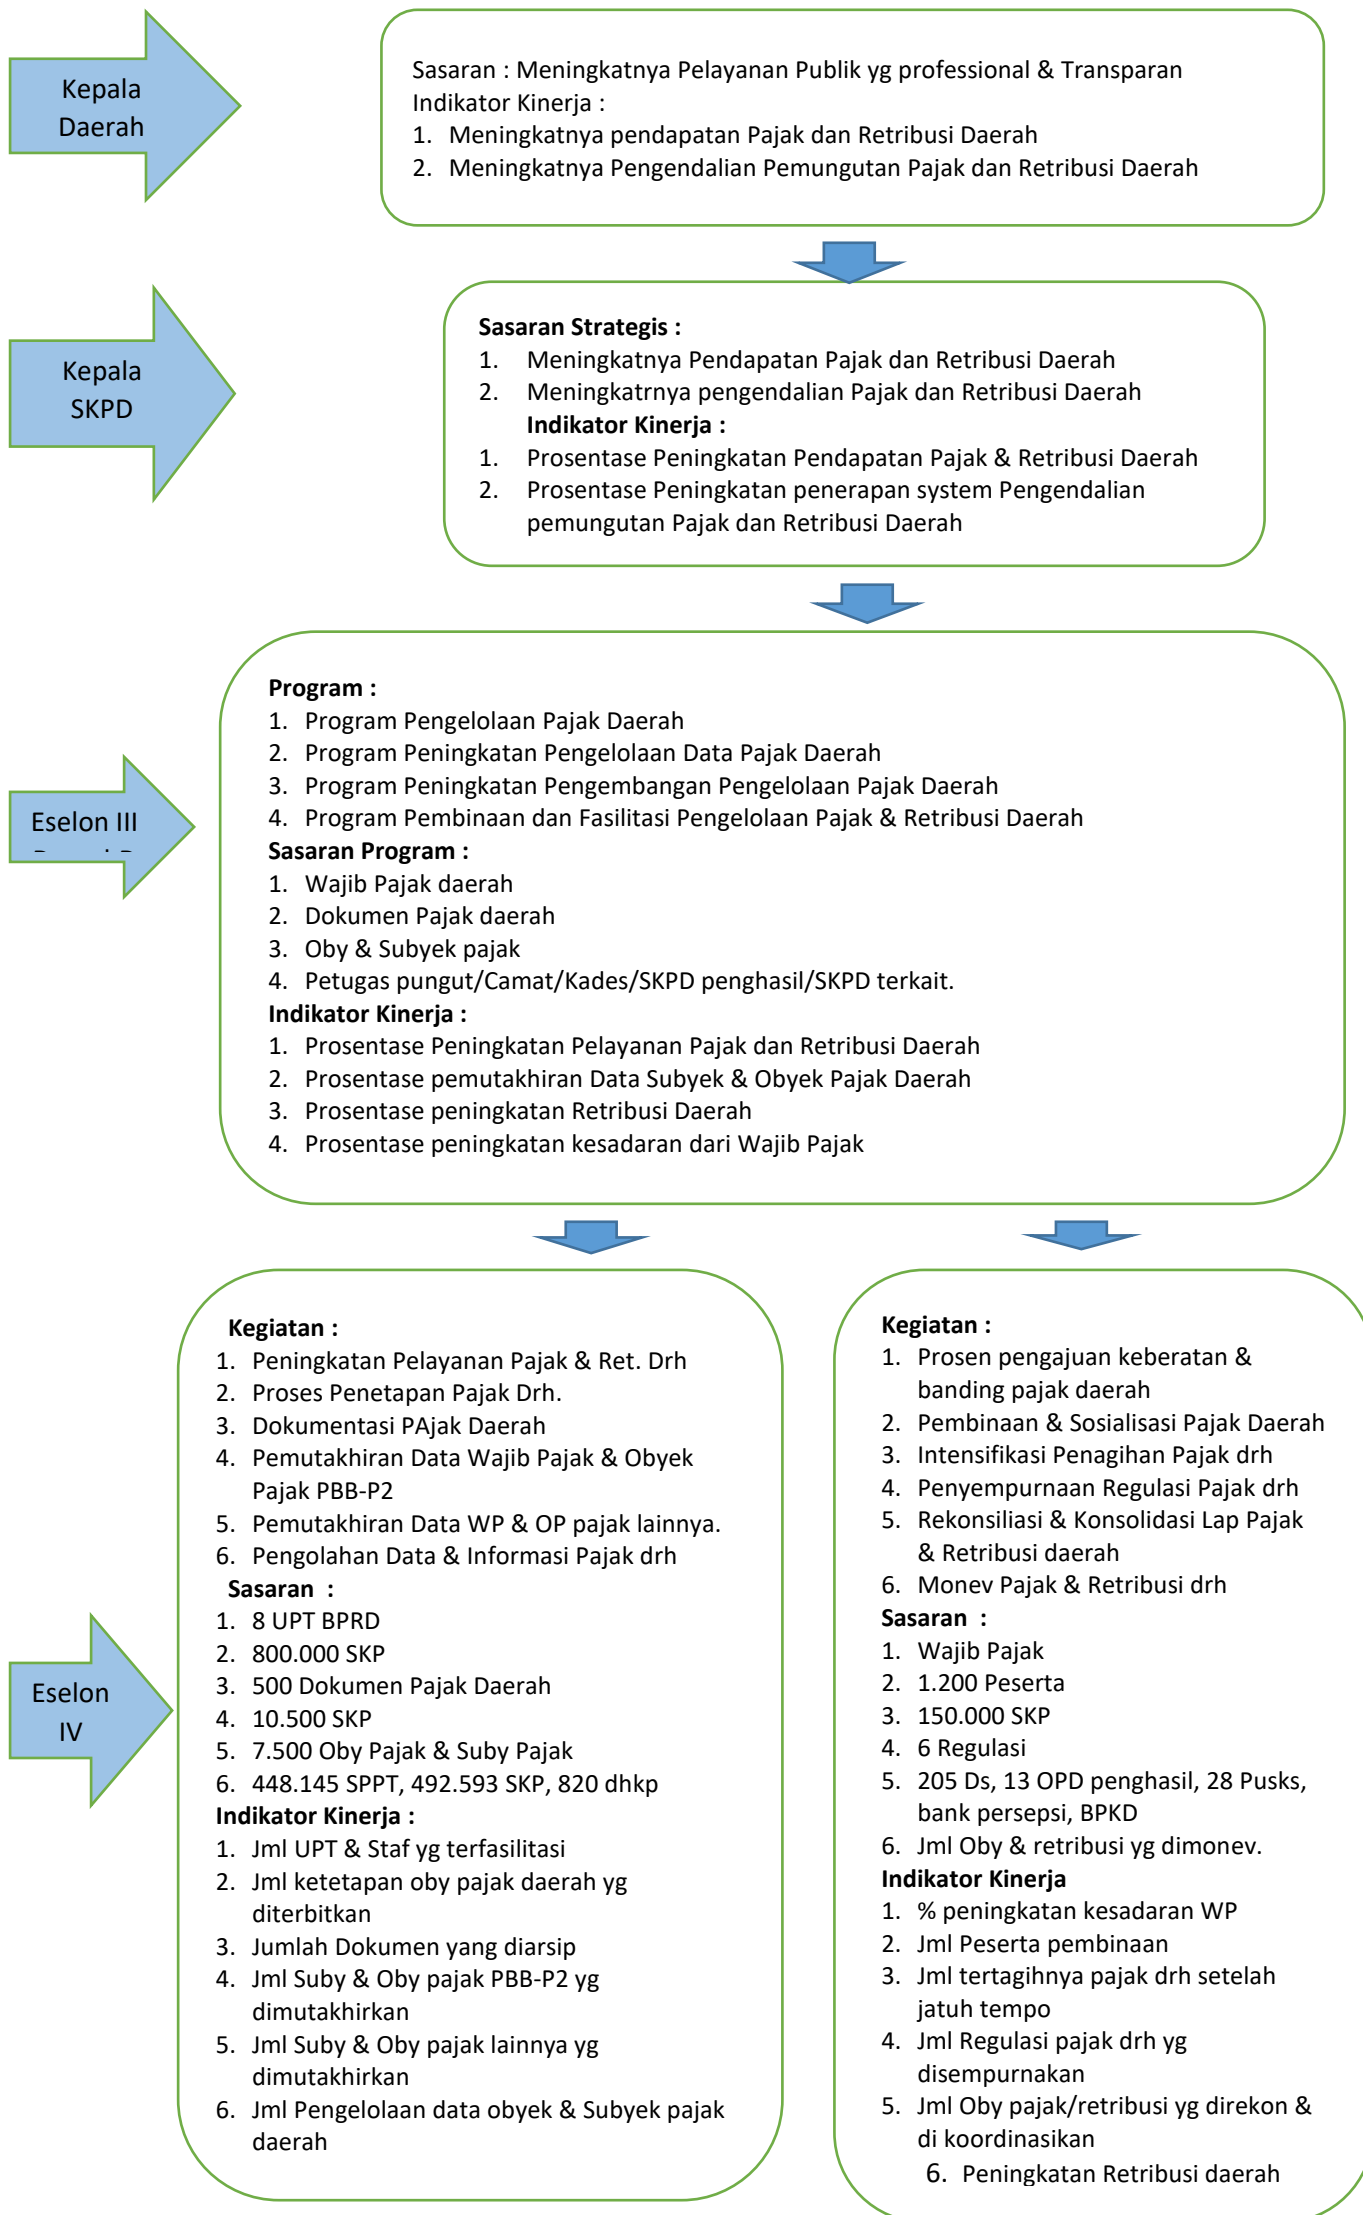 Kepala
Daerah
Sasaran : Meningkatnya Pelayanan Publik yg professional & Transparan
Indikator Kinerja :
1. Meningkatnya pendapatan Pajak dan Retribusi Daerah
2. Meningkatnya Pengendalian Pemungutan Pajak dan Retribusi Daerah
Kepala
SKPD
Sasaran Strategis :
1. Meningkatnya Pendapatan Pajak dan Retribusi Daerah
2. Meningkatrnya pengendalian Pajak dan Retribusi Daerah
Indikator Kinerja :
1. Prosentase Peningkatan Pendapatan Pajak & Retribusi Daerah
2. Prosentase Peningkatan penerapan system Pengendalian
pemungutan Pajak dan Retribusi Daerah
Eselon III
Program :
1. Program Pengelolaan Pajak Daerah
2. Program Peningkatan Pengelolaan Data Pajak Daerah
3. Program Peningkatan Pengembangan Pengelolaan Pajak Daerah
4. Program Pembinaan dan Fasilitasi Pengelolaan Pajak & Retribusi Daerah
Sasaran Program :
1. Wajib Pajak daerah
2. Dokumen Pajak daerah
3. Oby & Subyek pajak
4. Petugas pungut/Camat/Kades/SKPD penghasil/SKPD terkait.
Indikator Kinerja :
1. Prosentase Peningkatan Pelayanan Pajak dan Retribusi Daerah
2. Prosentase pemutakhiran Data Subyek & Obyek Pajak Daerah
3. Prosentase peningkatan Retribusi Daerah
4. Prosentase peningkatan kesadaran dari Wajib Pajak
Eselon
IV
Kegiatan :
1. Peningkatan Pelayanan Pajak & Ret. Drh
2. Proses Penetapan Pajak Drh.
3. Dokumentasi PAjak Daerah
4. Pemutakhiran Data Wajib Pajak & Obyek
Pajak PBB-P2
5. Pemutakhiran Data WP & OP pajak lainnya.
6. Pengolahan Data & Informasi Pajak drh
Sasaran :
1. 8 UPT BPRD
2. 800.000 SKP
3. 500 Dokumen Pajak Daerah
4. 10.500 SKP
5. 7.500 Oby Pajak & Suby Pajak
6. 448.145 SPPT, 492.593 SKP, 820 dhkp
Indikator Kinerja :
1. Jml UPT & Staf yg terfasilitasi
2. Jml ketetapan oby pajak daerah yg
diterbitkan
3. Jumlah Dokumen yang diarsip
4. Jml Suby & Oby pajak PBB-P2 yg
dimutakhirkan
5. Jml Suby & Oby pajak lainnya yg
dimutakhirkan
6. Jml Pengelolaan data obyek & Subyek pajak
daerah
Kegiatan :
1. Prosen pengajuan keberatan &
banding pajak daerah
2. Pembinaan & Sosialisasi Pajak Daerah
3. Intensifikasi Penagihan Pajak drh
4. Penyempurnaan Regulasi Pajak drh
5. Rekonsiliasi & Konsolidasi Lap Pajak
& Retribusi daerah
6. Monev Pajak & Retribusi drh
Sasaran :
1. Wajib Pajak
2. 1.200 Peserta
3. 150.000 SKP
4. 6 Regulasi
5. 205 Ds, 13 OPD penghasil, 28 Pusks,
bank persepsi, BPKD
6. Jml Oby & retribusi yg dimonev.
Indikator Kinerja
1. % peningkatan kesadaran WP
2. Jml Peserta pembinaan
3. Jml tertagihnya pajak drh setelah
jatuh tempo
4. Jml Regulasi pajak drh yg
disempurnakan
5. Jml Oby pajak/retribusi yg direkon &
di koordinasikan
6. Peningkatan Retribusi daerah